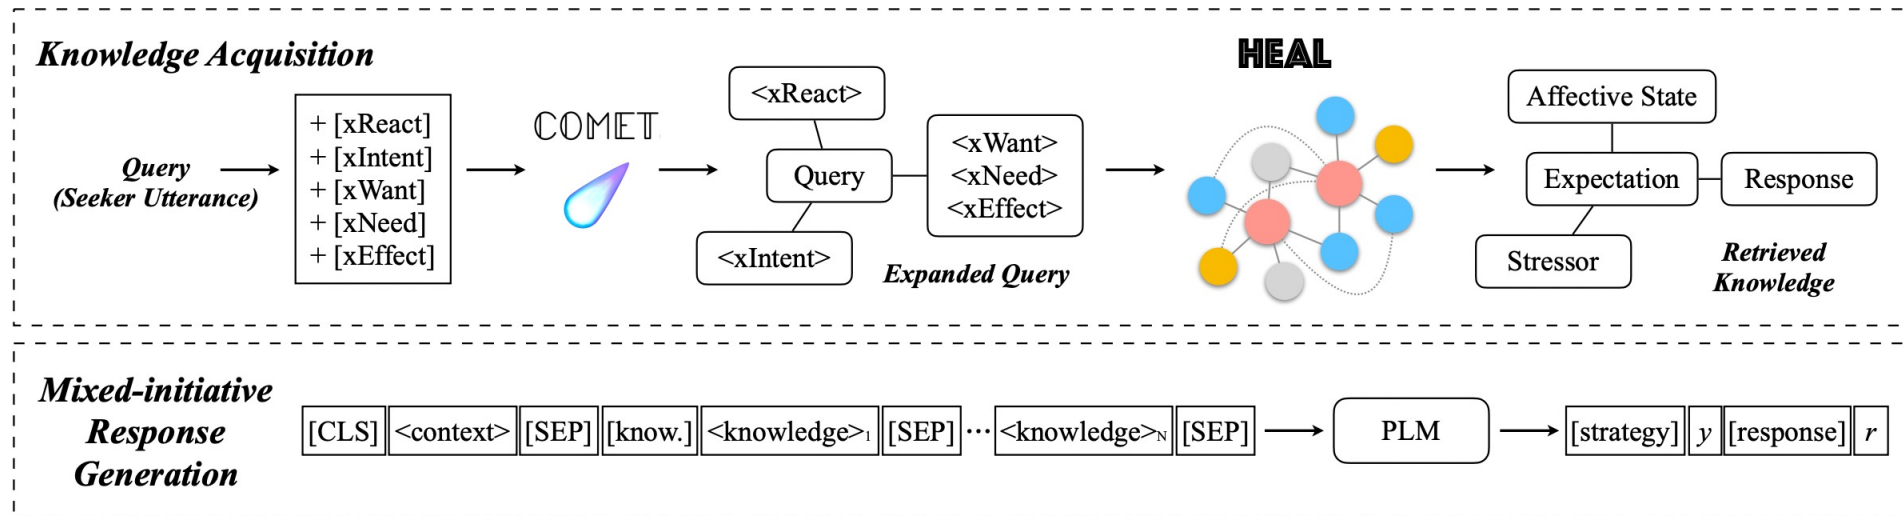 Knowledge Acquisition
Query
(Seeker Utterance)
+ [xReact]
+ [xIntent]
+ [xWant]
+ [xNeed]
+ [xEffect]
COMET
<xReact>
Query
<xIntent>
<xWant>
<xNeed>
<xEffect>
Expanded Query
HEAL
Affective State
Expectation
Response
Stressor
Retrieved
Knowledge
Mixed-initiative
Response
Generation
[CLS] <context> [SEP] [know.] <knowledge>₁ [SEP] ··· <knowledge>N [SEP]
PLM
[strategy] y [response] r